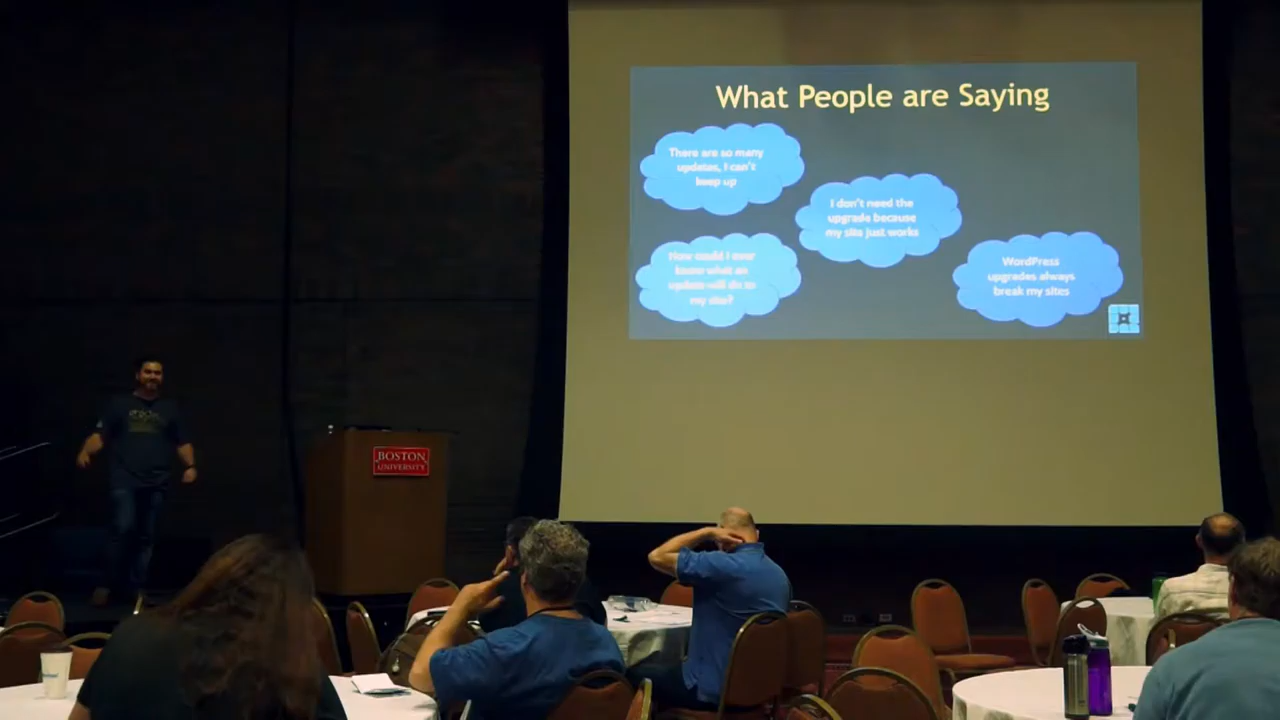 What People are Saying
There are so many
updates, I can't
keep up
I don't need the
upgrade because
my site just works
How could I ever
know what an
update will do to
my site?
WordPress
upgrades always
break my sites
BOSTON
UNIVERSITY